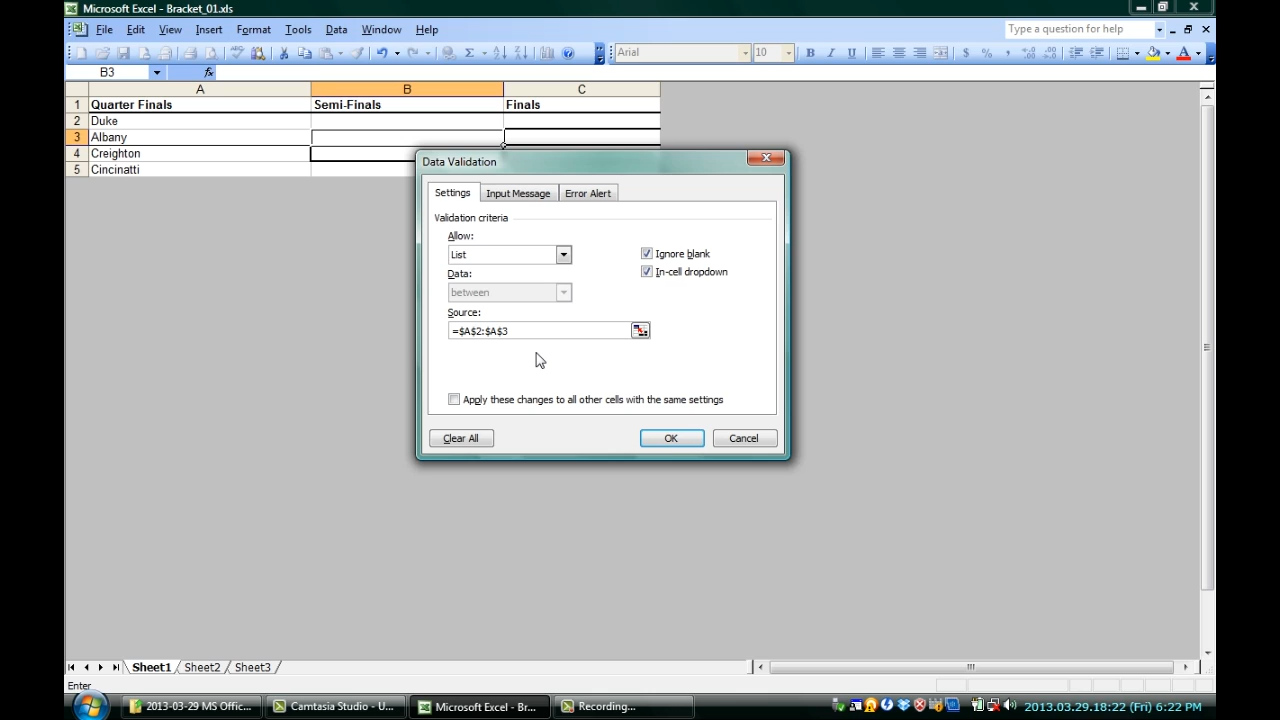 Microsoft Excel - Bracket_01.xls
File Edit View Insert Format Tools Data Window Help Type a question for help
Arial 10 B I U $ % ,
B3 fx
A B C
1 Quarter Finals Semi-Finals Finals
2 Duke
3 Albany
4 Creighton
5 Cincinatti
Data Validation
Settings Input Message Error Alert
Validation criteria
Allow:
List
Ignore blank
In-cell dropdown
Data:
between
Source:
=$A$2:$A$3
Apply these changes to all other cells with the same settings
Clear All OK Cancel
Sheet1 Sheet2 Sheet3
Enter
2013-03-29 MS Offic... Camtasia Studio - U... Microsoft Excel - Br... Recording... 2013.03.29.18:22 (Fri) 6:22 PM